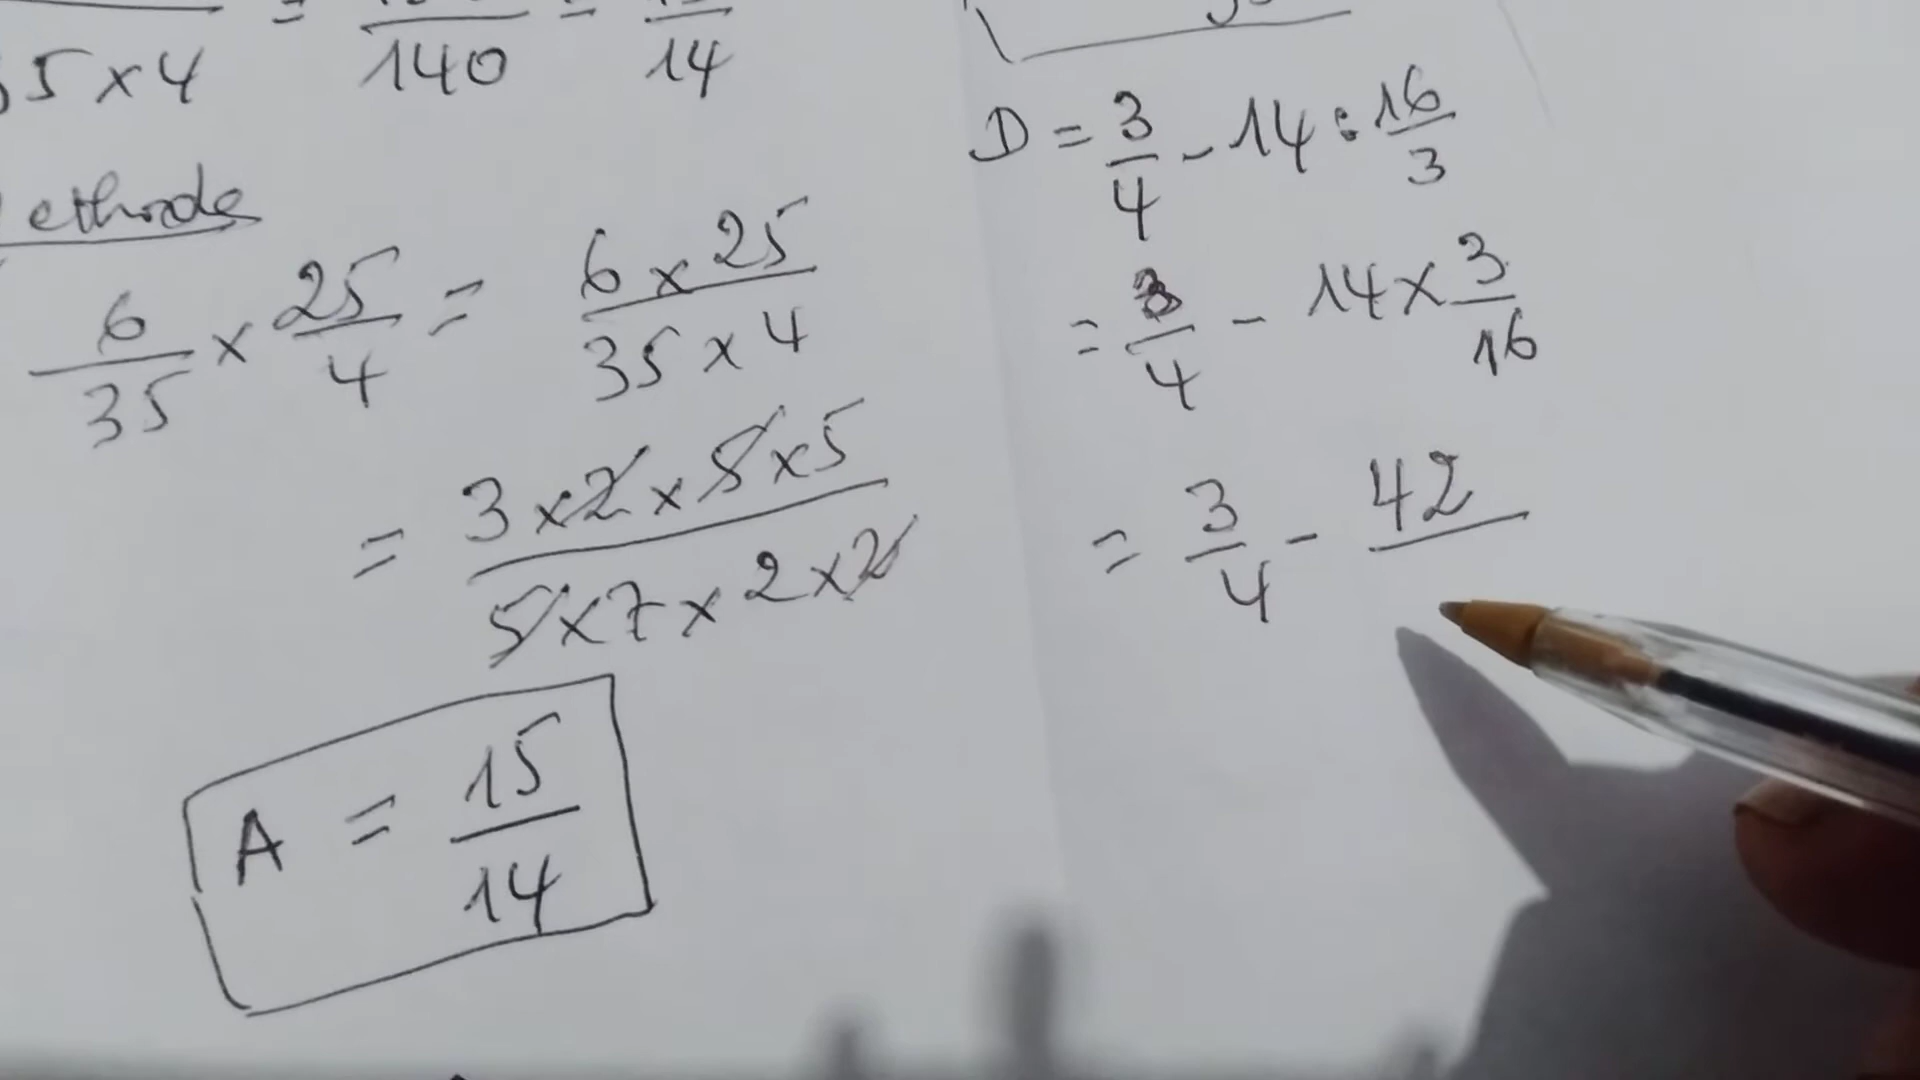 5 x 4 = 140 = 14
ethode
6/35 x 25/4 = 6 x 25 / 35 x 4
= 3 x 2 x 5 x 5 / 5 x 7 x 2 x 2
A = 15/14
D = 3/4 - 14 : 16/3
= 3/4 - 14 x 3/16
= 3/4 - 42